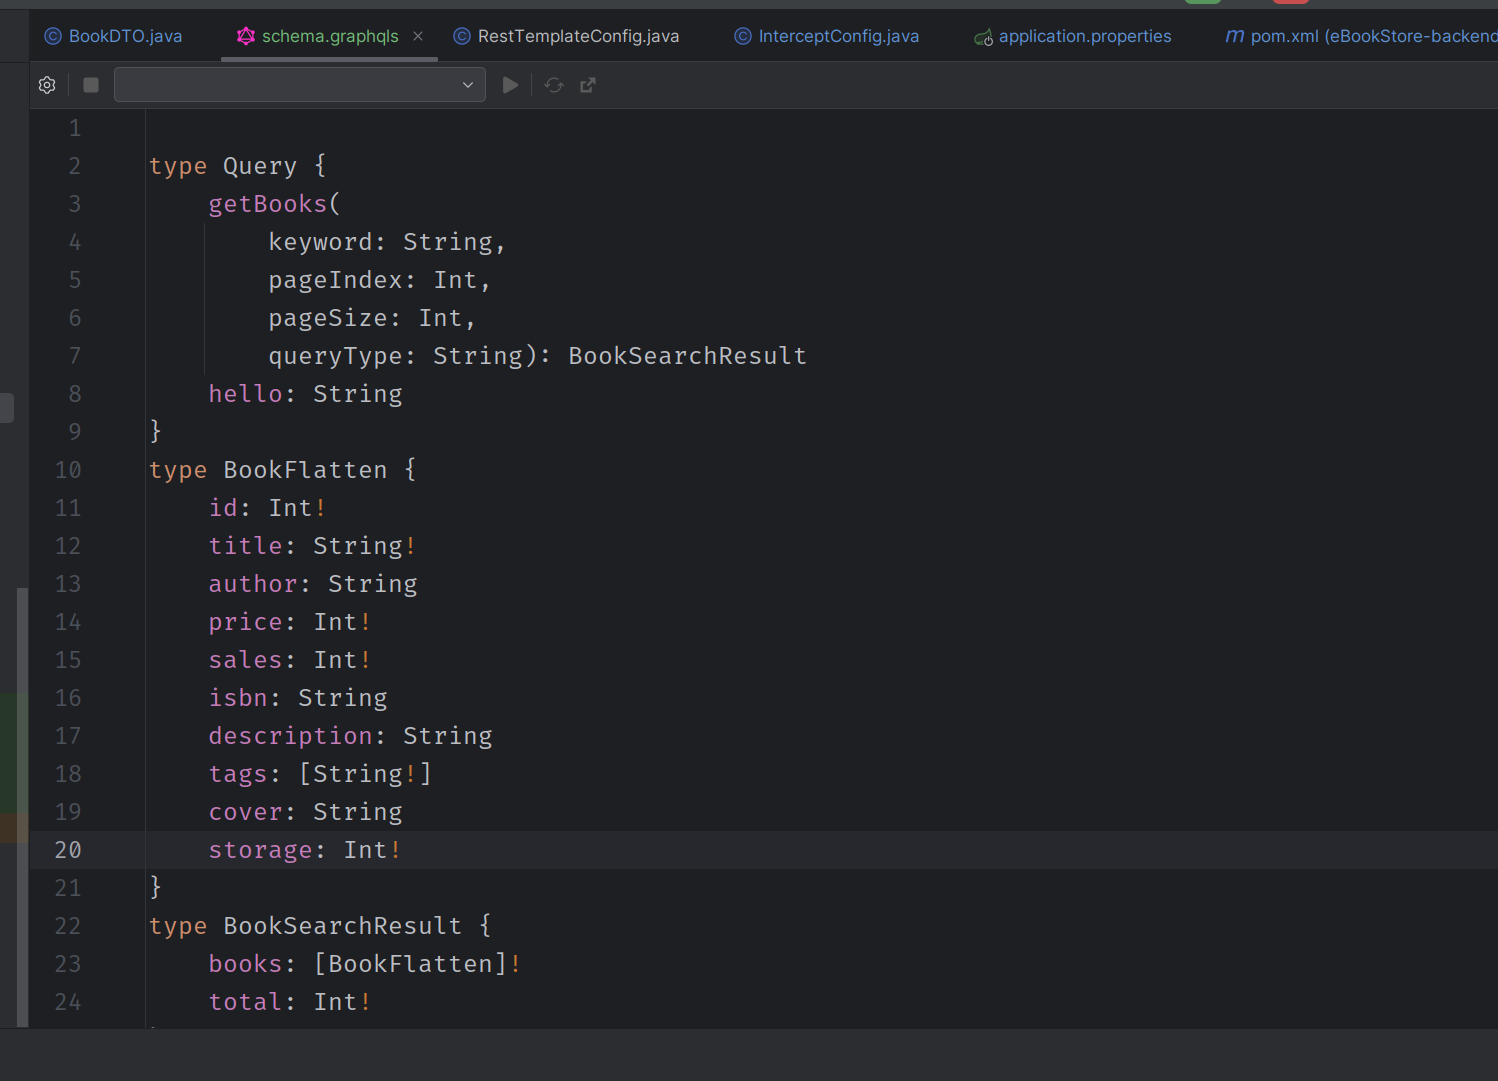 BookDTO.java schema.graphqls RestTemplateConfig.java InterceptConfig.java application.properties pom.xml (eBookStore-backend
1
2 type Query {
3 getBooks(
4 keyword: String,
5 pageIndex: Int,
6 pageSize: Int,
7 queryType: String): BookSearchResult
8 hello: String
9 }
10 type BookFlatten {
11 id: Int!
12 title: String!
13 author: String
14 price: Int!
15 sales: Int!
16 isbn: String
17 description: String
18 tags: [String!]
19 cover: String
20 storage: Int!
21 }
22 type BookSearchResult {
23 books: [BookFlatten]!
24 total: Int!